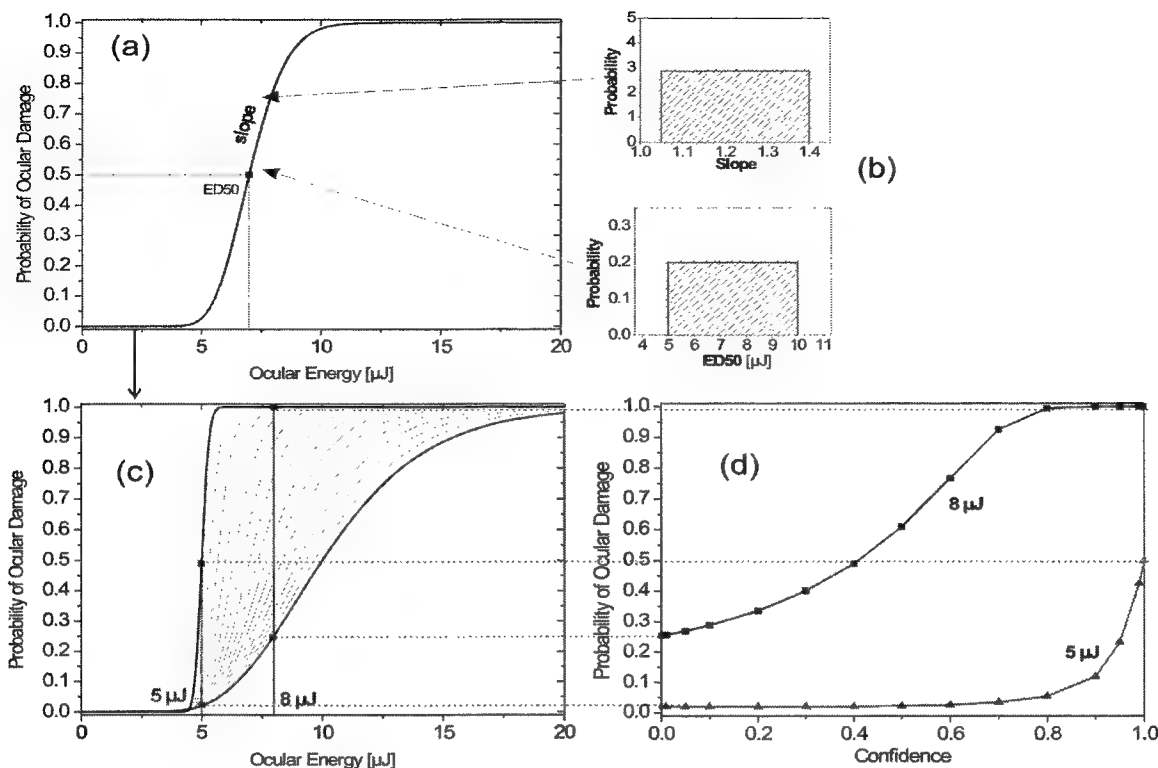 (a)
Probability of Ocular Damage
1.0
0.9
0.8
0.7
0.6
0.5
0.4
0.3
0.2
0.1
0.0
slope
ED50
0 5 10 15 20
Ocular Energy [µJ]
Probability
5
4
3
2
1
0
1.0 1.1 1.2 1.3 1.4
Slope
(b)
Probability
0.3
0.2
0.1
0.0
4 5 6 7 8 9 10 11
ED50 [µJ]
(c)
Probability of Ocular Damage
1.0
0.9
0.8
0.7
0.6
0.5
0.4
0.3
0.2
0.1
0.0
5 µJ
8 µJ
0 5 10 15 20
Ocular Energy [µJ]
(d)
Probability of Ocular Damage
1.0
0.9
0.8
0.7
0.6
0.5
0.4
0.3
0.2
0.1
0.0
8 µJ
5 µJ
0.0 0.2 0.4 0.6 0.8 1.0
Confidence